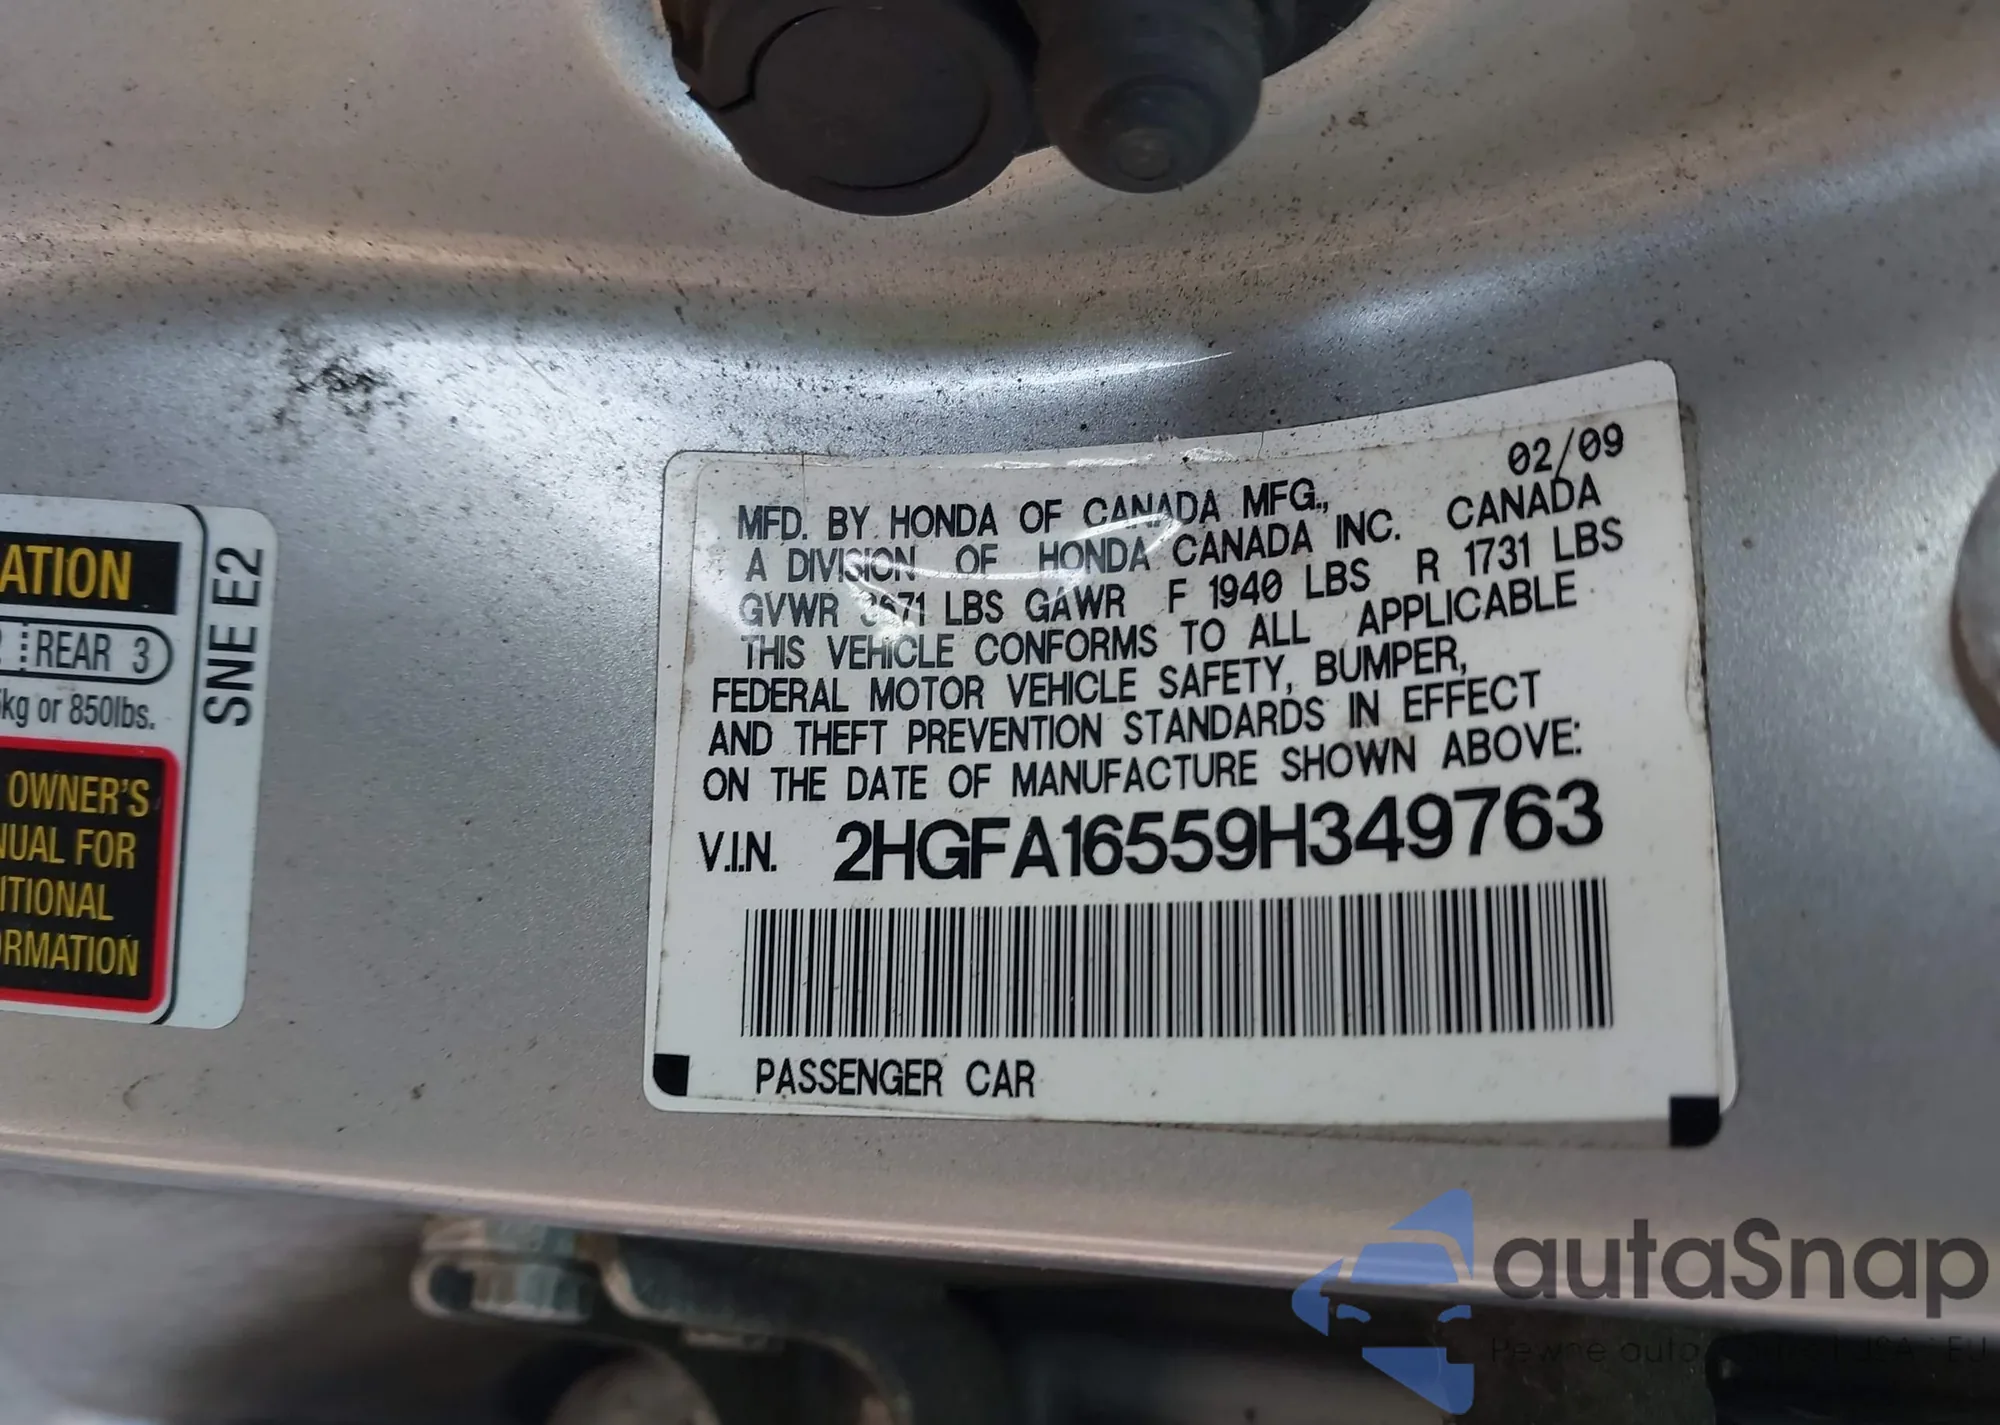 ATION
REAR 3
kg or 850lbs.
OWNER'S
NUAL FOR
ITIONAL
ORMATION
SNE E2
02/09
MFD. BY HONDA OF CANADA MFG.,
A DIVISION OF HONDA CANADA INC. CANADA
GVWR 3671 LBS GAWR F 1940 LBS R 1731 LBS
THIS VEHICLE CONFORMS TO ALL APPLICABLE
FEDERAL MOTOR VEHICLE SAFETY, BUMPER,
AND THEFT PREVENTION STANDARDS IN EFFECT
ON THE DATE OF MANUFACTURE SHOWN ABOVE:
V.I.N. 2HGFA16559H349763
PASSENGER CAR
autaSnap
Pewne auta